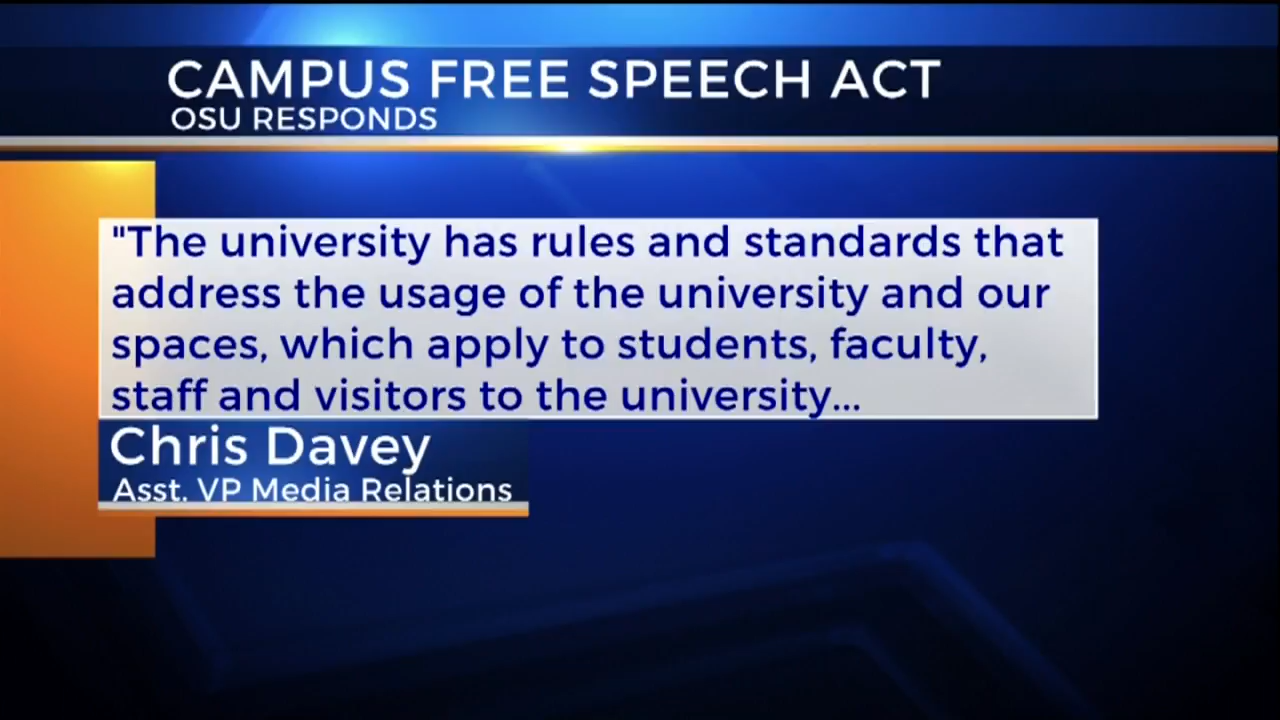 CAMPUS FREE SPEECH ACT
OSU RESPONDS
"The university has rules and standards that
address the usage of the university and our
spaces, which apply to students, faculty,
staff and visitors to the university...
Chris Davey
Asst. VP Media Relations